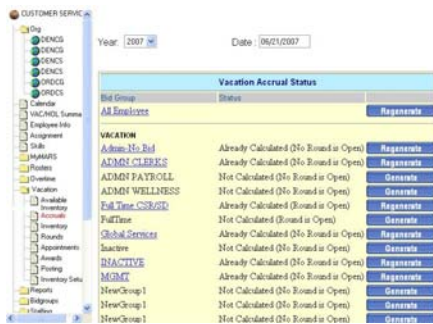 CUSTOMER SERVIC
Org
DENCG
DENCG
DENCS
DENCS
ORDCG
ORDCS
Calendar
VAC/HOL Summa
Employee Info
Assignment
Skills
MyMARS
Rosters
Overtime
Vacation
Available
Inventory
Accruals
Inventory
Rounds
Appointments
Awards
Posting
Inventory Setu
Reports
Bidgroups
Staffing
Year: 2007 Date : 06/21/2007
Vacation Accrual Status
Bid Group Status
All Employee Regenerate
VACATION
Admin-No Bid Already Calculated (No Round is Open) Regenerate
ADMN CLERKS Already Calculated (No Round is Open) Regenerate
ADMN PAYROLL Not Calculated (No Round is Open) Generate
ADMN WELLNESS Not Calculated (No Round is Open) Generate
Full Time CSR/SD Already Calculated (No Round is Open) Regenerate
FullTime Not Calculated (Round is Open) Generate
Global Services Already Calculated (No Round is Open) Regenerate
Inactive Not Calculated (No Round is Open) Generate
INACTIVE Already Calculated (No Round is Open) Regenerate
MGMT Already Calculated (No Round is Open) Regenerate
NewGroup1 Not Calculated (No Round is Open) Generate
NewGroup1 Not Calculated (No Round is Open) Generate
NewGroup1 Not Calculated (No Round is Open) Generate